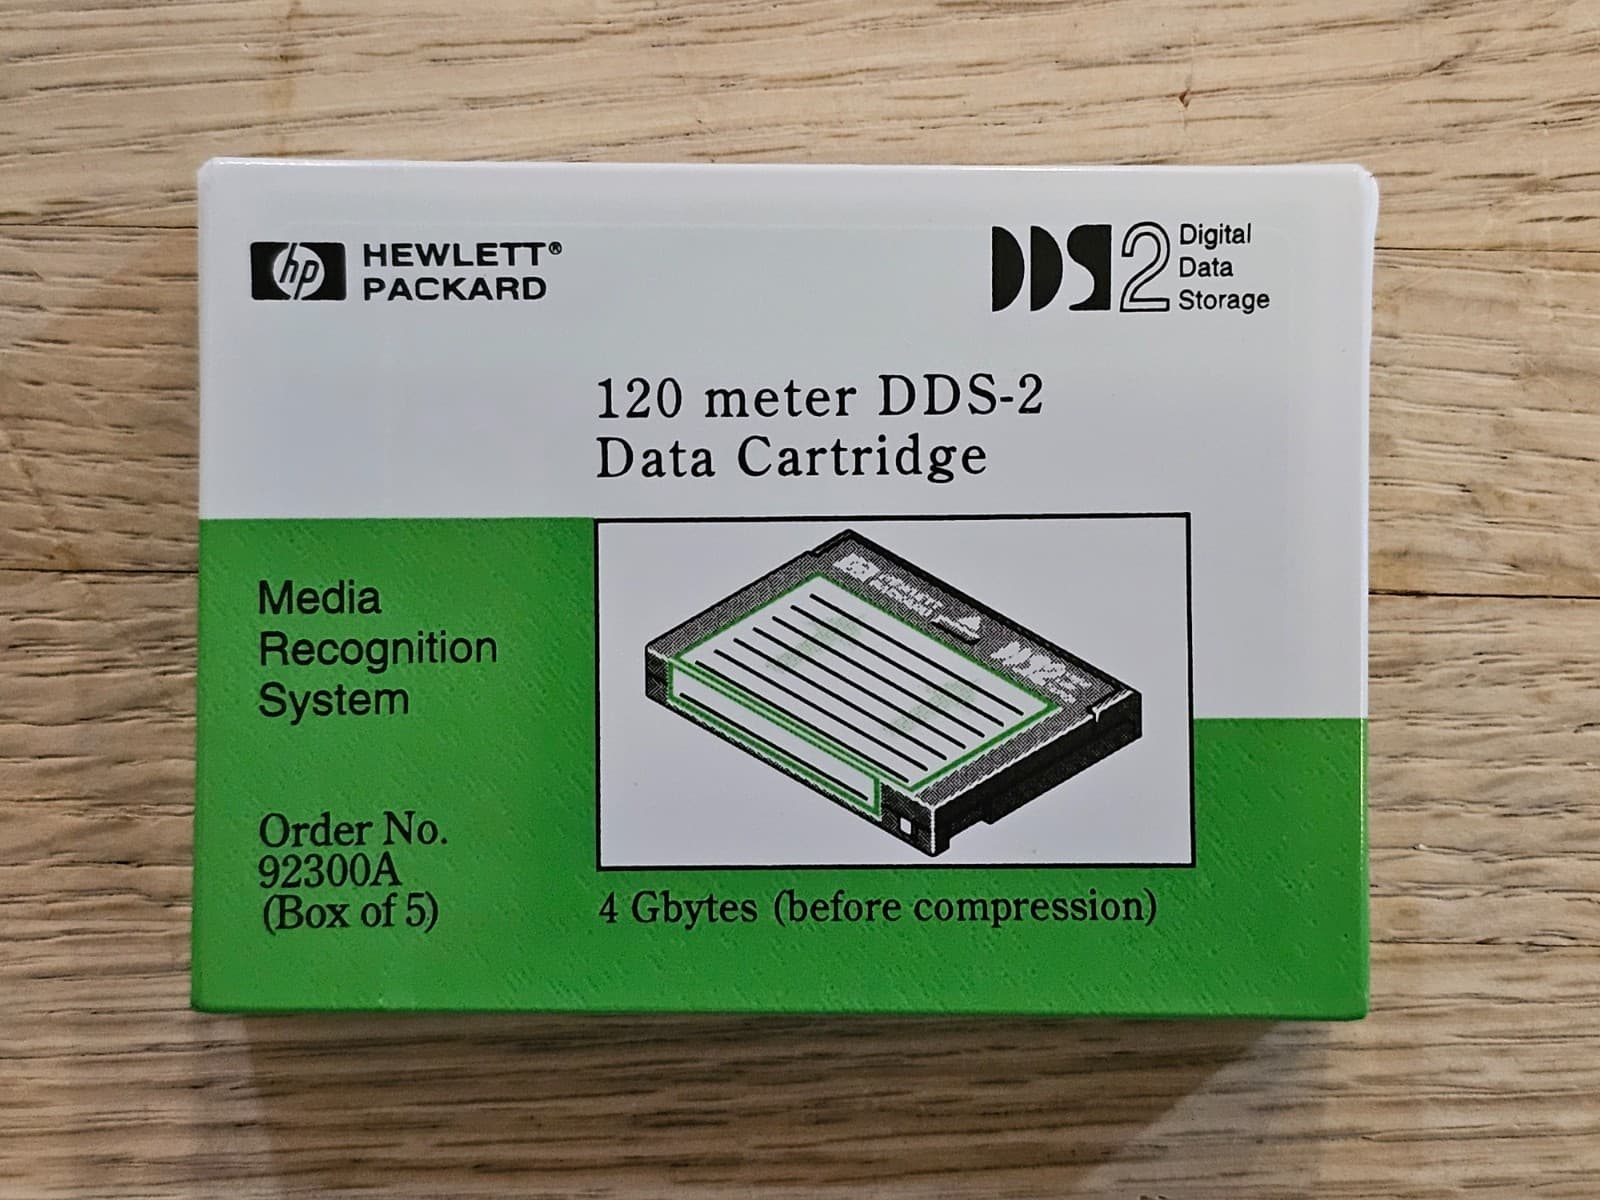 hp HEWLETT®
PACKARD
DDS2 Digital
Data
Storage
120 meter DDS-2
Data Cartridge
Media
Recognition
System
Order No.
92300A
(Box of 5)
4 Gbytes (before compression)